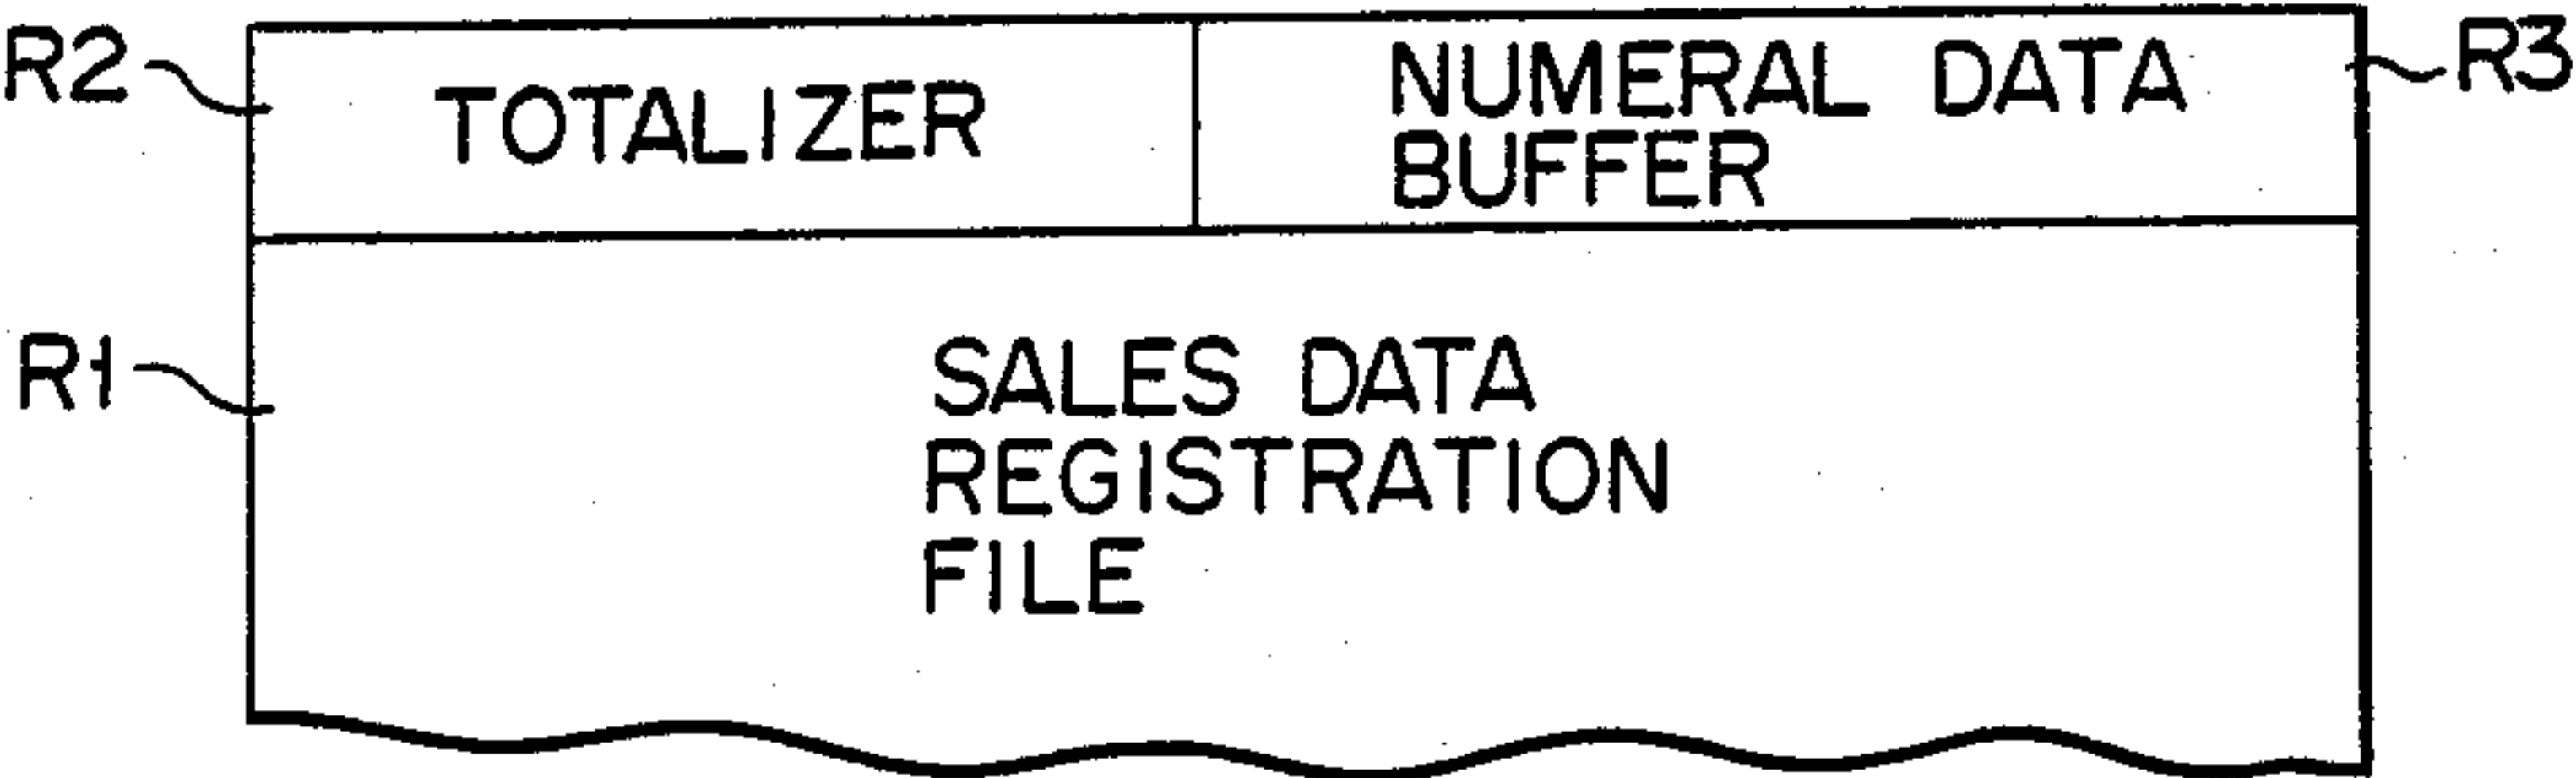 R2
TOTALIZER
NUMERAL DATA
BUFFER
R3
R1
SALES DATA
REGISTRATION
FILE